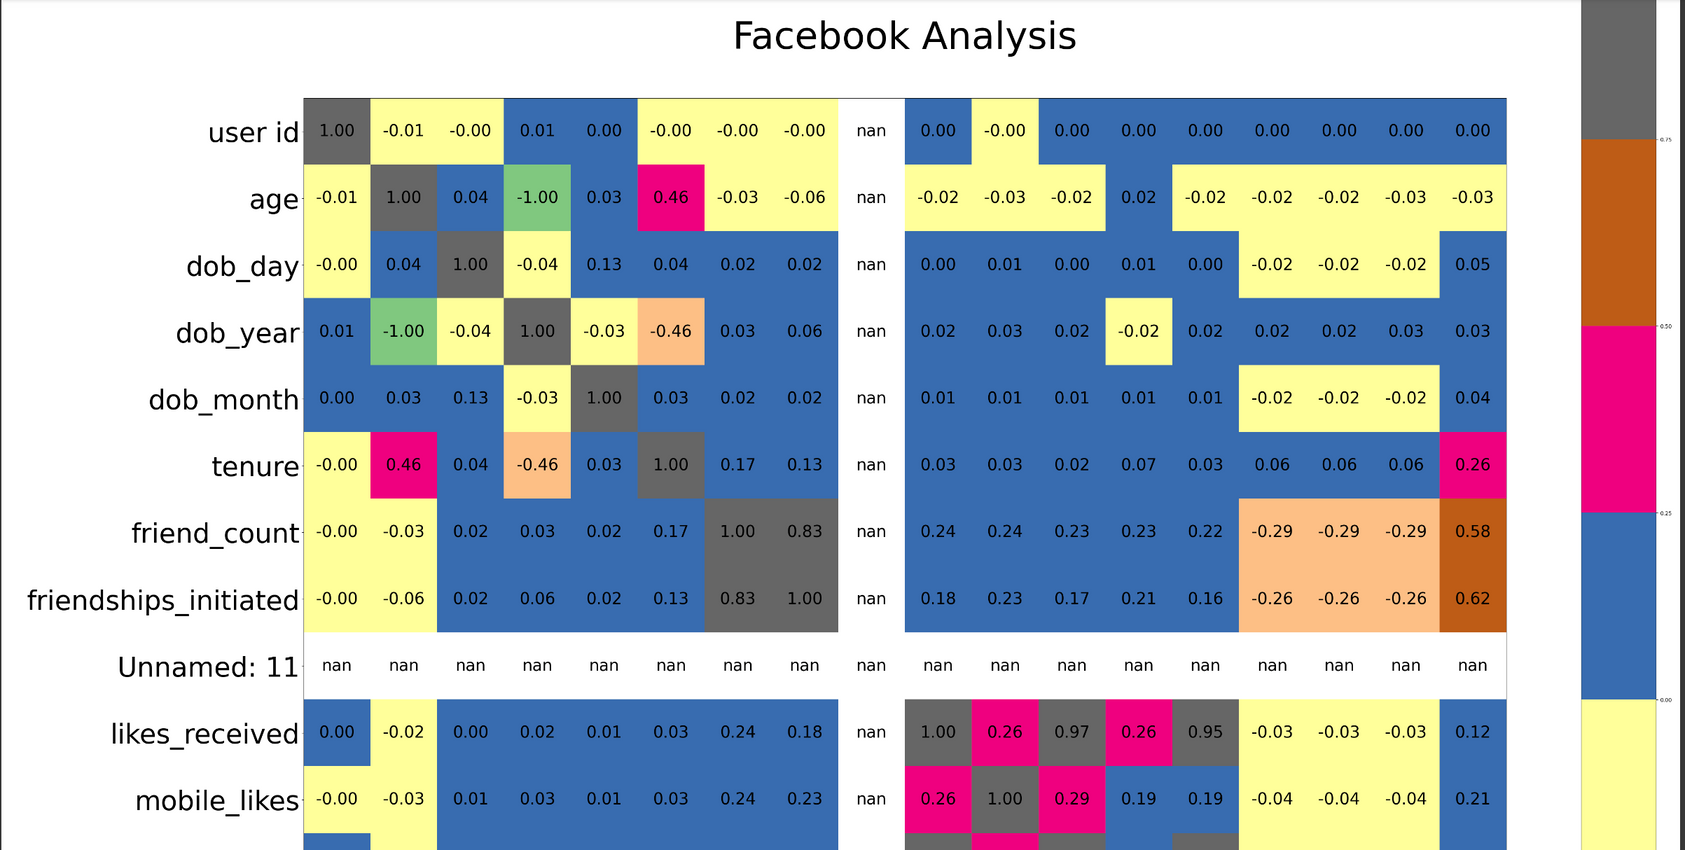 Facebook Analysis
user id 1.00 -0.01 -0.00 0.01 0.00 -0.00 -0.00 -0.00 nan 0.00 -0.00 0.00 0.00 0.00 0.00 0.00 0.00 0.00
0.75
age -0.01 1.00 0.04 -1.00 0.03 0.46 -0.03 -0.06 nan -0.02 -0.03 -0.02 0.02 -0.02 -0.02 -0.02 -0.03 -0.03
dob_day -0.00 0.04 1.00 -0.04 0.13 0.04 0.02 0.02 nan 0.00 0.01 0.00 0.01 0.00 -0.02 -0.02 -0.02 0.05
0.50
dob_year 0.01 -1.00 -0.04 1.00 -0.03 -0.46 0.03 0.06 nan 0.02 0.03 0.02 -0.02 0.02 0.02 0.02 0.03 0.03
dob_month 0.00 0.03 0.13 -0.03 1.00 0.03 0.02 0.02 nan 0.01 0.01 0.01 0.01 0.01 -0.02 -0.02 -0.02 0.04
tenure -0.00 0.46 0.04 -0.46 0.03 1.00 0.17 0.13 nan 0.03 0.03 0.02 0.07 0.03 0.06 0.06 0.06 0.26
0.25
friend_count -0.00 -0.03 0.02 0.03 0.02 0.17 1.00 0.83 nan 0.24 0.24 0.23 0.23 0.22 -0.29 -0.29 -0.29 0.58
friendships_initiated -0.00 -0.06 0.02 0.06 0.02 0.13 0.83 1.00 nan 0.18 0.23 0.17 0.21 0.16 -0.26 -0.26 -0.26 0.62
Unnamed: 11 nan nan nan nan nan nan nan nan nan nan nan nan nan nan nan nan nan nan
0.00
likes_received 0.00 -0.02 0.00 0.02 0.01 0.03 0.24 0.18 nan 1.00 0.26 0.97 0.26 0.95 -0.03 -0.03 -0.03 0.12
mobile_likes -0.00 -0.03 0.01 0.03 0.01 0.03 0.24 0.23 nan 0.26 1.00 0.29 0.19 0.19 -0.04 -0.04 -0.04 0.21